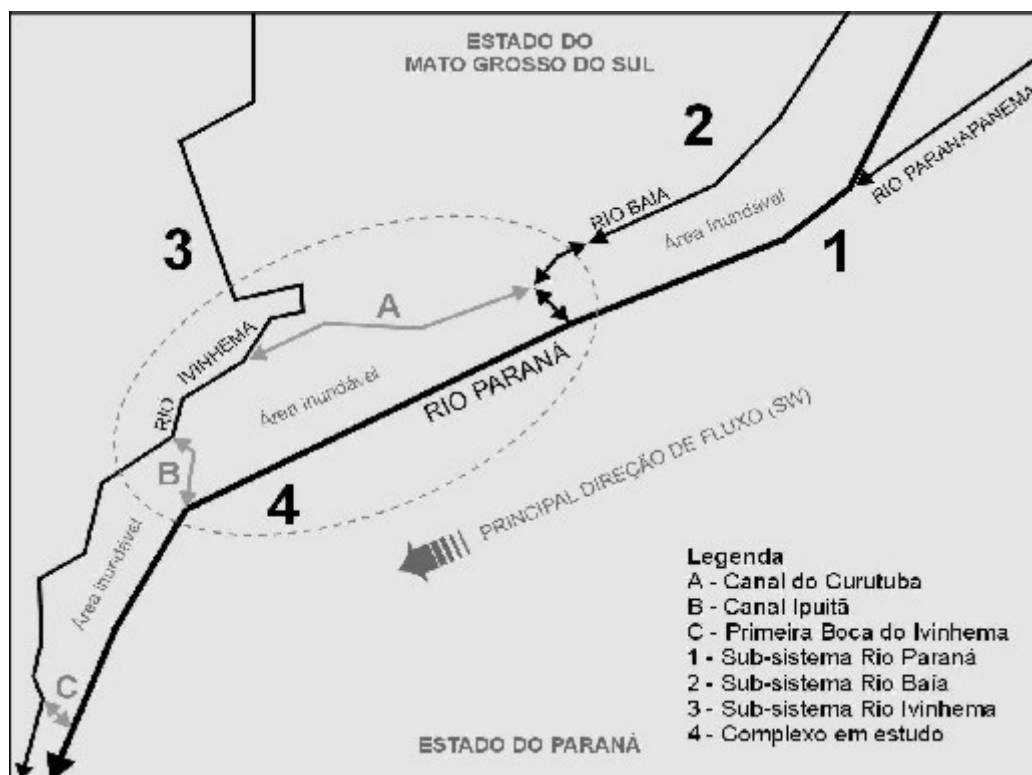 ESTADO DO
MATO GROSSO DO SUL
2
RIO PARANAPANEMA
RIO BAÍA
Área Inundável
3
1
A
RIO IVINHEMA
RIO PARANÁ
Área inundável
B
4
PRINCIPAL DIREÇÃO DE FLUXO (SW)
Área inundável
C
Legenda
A - Canal do Curutuba
B - Canal Ipuitã
C - Primeira Boca do Ivinhema
1 - Sub-sistema Rio Paraná
2 - Sub-sistema Rio Baía
3 - Sub-sistema Rio Ivinhema
4 - Complexo em estudo
ESTADO DO PARANÁ